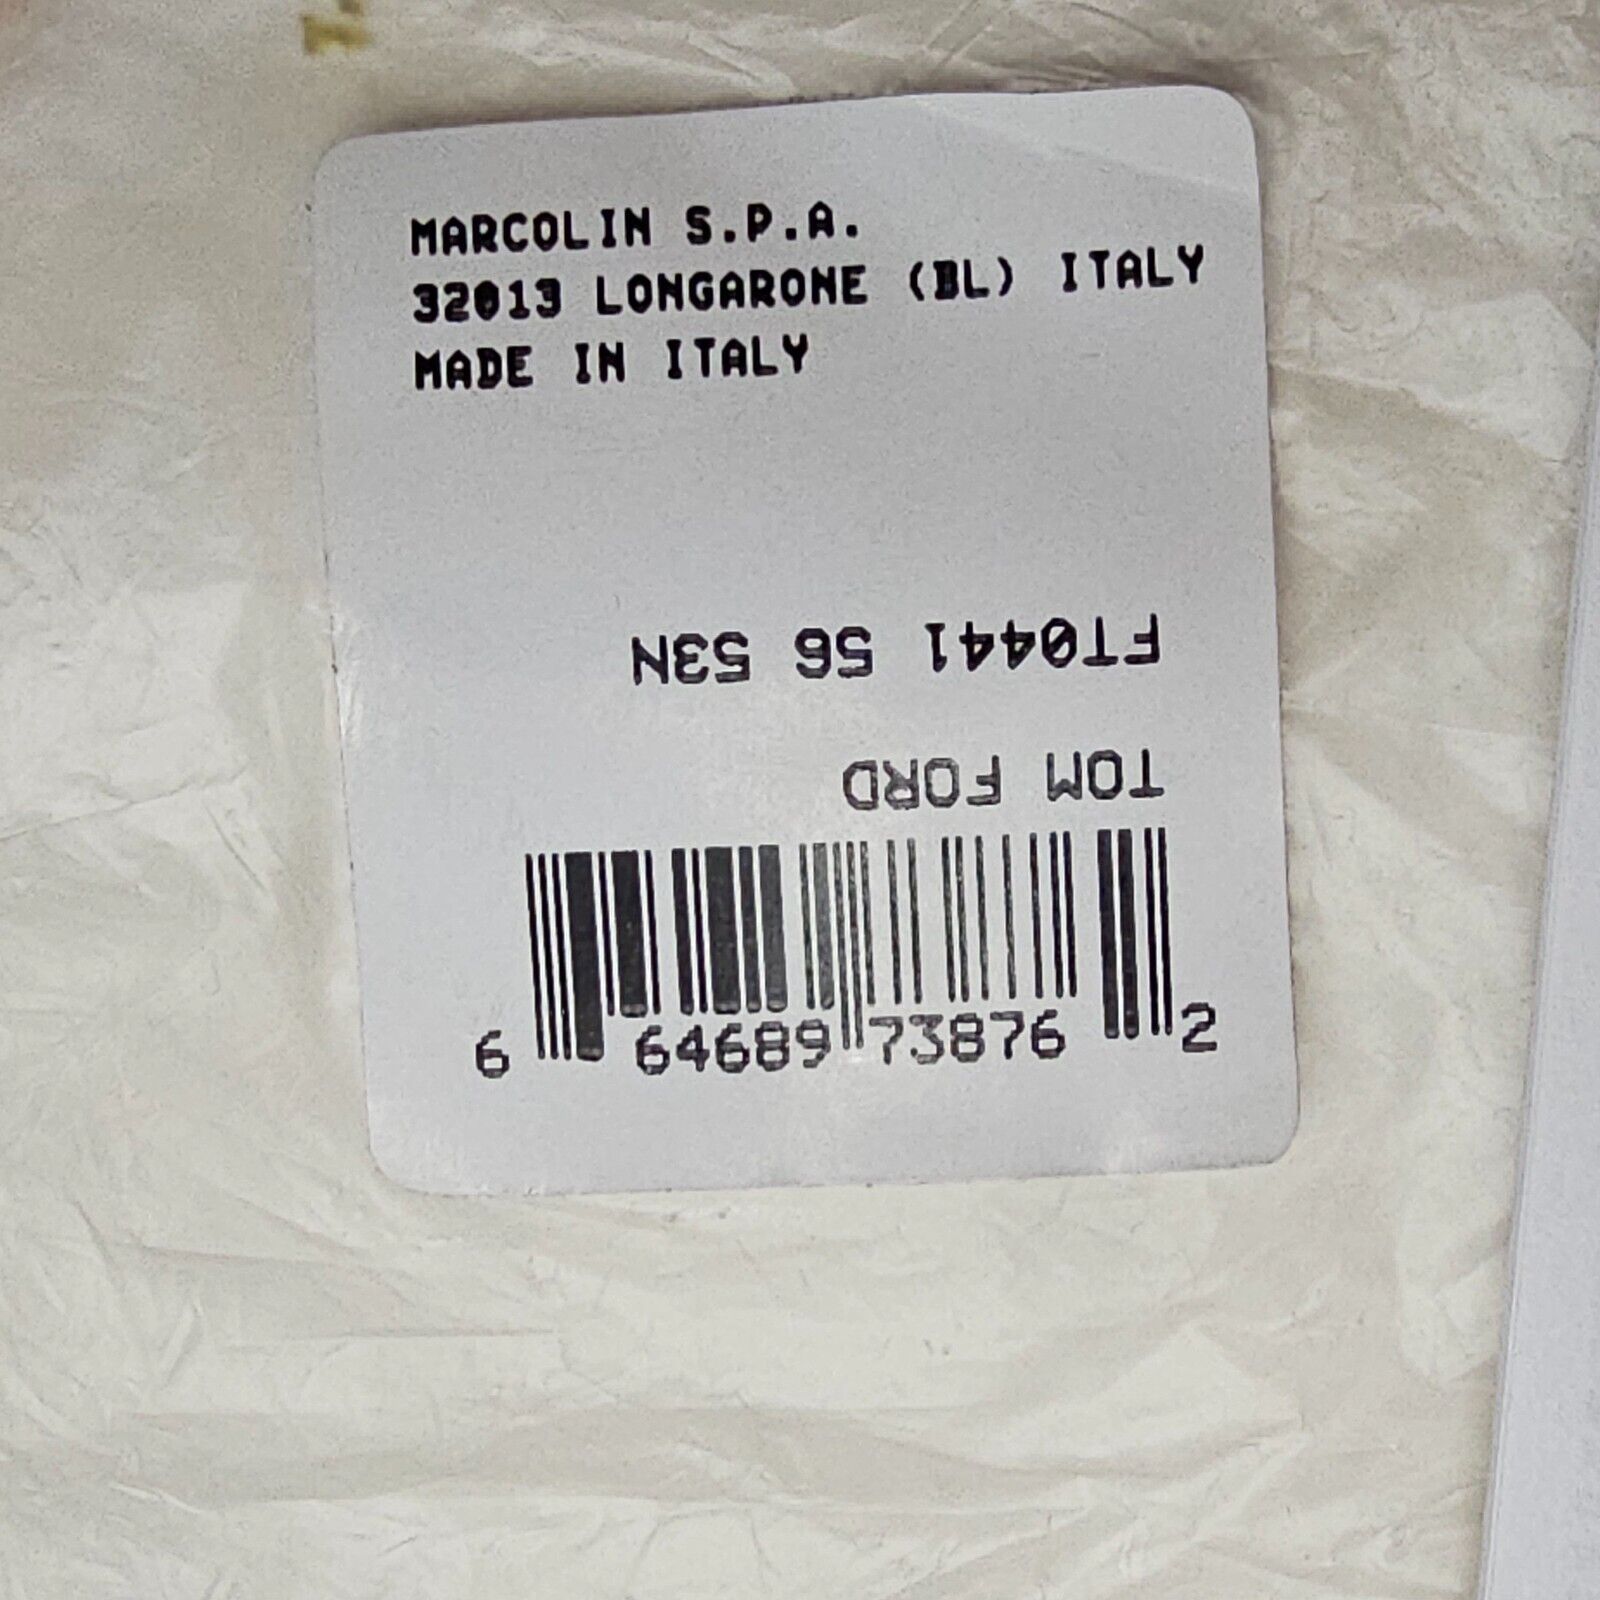 MARCOLIN S.P.A.
32013 LONGARONE (BL) ITALY
MADE IN ITALY
FT0441 56 53N
TOM FORD
6 64689 73876 2